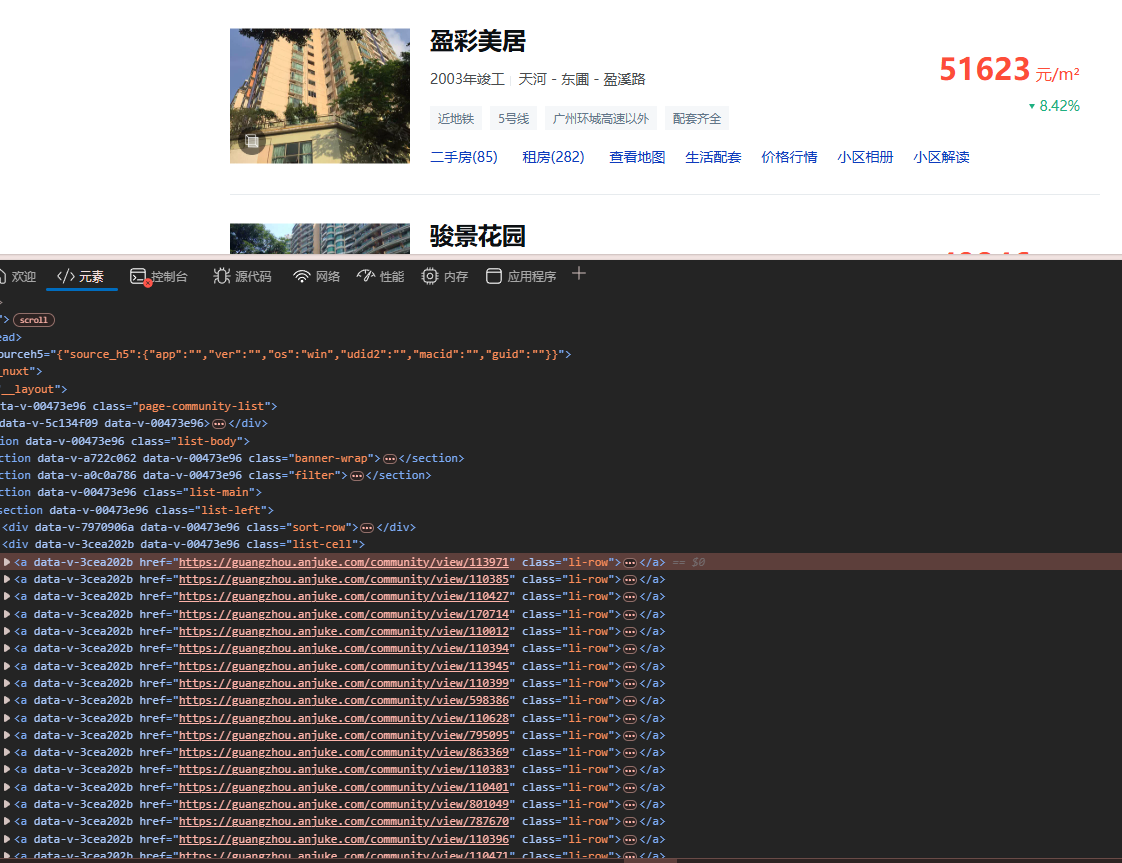 盈彩美居
2003年竣工 天河 - 东圃 - 盈溪路
51623 元/m²
8.42%
近地铁 5号线 广州环城高速以外 配套齐全
二手房(85) 租房(282) 查看地图 生活配套 价格行情 小区相册 小区解读
骏景花园
欢迎 元素 控制台 源代码 网络 性能 内存 应用程序
>
"> scroll
ead>
ourceh5="{"source_h5":{"app":"","ver":"","os":"win","udid2":"","macid":"","guid":""}}">
_nuxt">
"__layout">
ta-v-00473e96 class="page-community-list">
data-v-5c134f09 data-v-00473e96>…</div>
ion data-v-00473e96 class="list-body">
ction data-v-a722c062 data-v-00473e96 class="banner-wrap">…</section>
ction data-v-a0c0a786 data-v-00473e96 class="filter">…</section>
ction data-v-00473e96 class="list-main">
section data-v-00473e96 class="list-left">
<div data-v-7970906a data-v-00473e96 class="sort-row">…</div>
<div data-v-3cea202b data-v-00473e96 class="list-cell">
<a data-v-3cea202b href="https://guangzhou.anjuke.com/community/view/113971" class="li-row">…</a> == $0
<a data-v-3cea202b href="https://guangzhou.anjuke.com/community/view/110385" class="li-row">…</a>
<a data-v-3cea202b href="https://guangzhou.anjuke.com/community/view/110427" class="li-row">…</a>
<a data-v-3cea202b href="https://guangzhou.anjuke.com/community/view/170714" class="li-row">…</a>
<a data-v-3cea202b href="https://guangzhou.anjuke.com/community/view/110012" class="li-row">…</a>
<a data-v-3cea202b href="https://guangzhou.anjuke.com/community/view/110394" class="li-row">…</a>
<a data-v-3cea202b href="https://guangzhou.anjuke.com/community/view/113945" class="li-row">…</a>
<a data-v-3cea202b href="https://guangzhou.anjuke.com/community/view/110399" class="li-row">…</a>
<a data-v-3cea202b href="https://guangzhou.anjuke.com/community/view/598386" class="li-row">…</a>
<a data-v-3cea202b href="https://guangzhou.anjuke.com/community/view/110628" class="li-row">…</a>
<a data-v-3cea202b href="https://guangzhou.anjuke.com/community/view/795095" class="li-row">…</a>
<a data-v-3cea202b href="https://guangzhou.anjuke.com/community/view/863369" class="li-row">…</a>
<a data-v-3cea202b href="https://guangzhou.anjuke.com/community/view/110383" class="li-row">…</a>
<a data-v-3cea202b href="https://guangzhou.anjuke.com/community/view/110401" class="li-row">…</a>
<a data-v-3cea202b href="https://guangzhou.anjuke.com/community/view/801049" class="li-row">…</a>
<a data-v-3cea202b href="https://guangzhou.anjuke.com/community/view/787670" class="li-row">…</a>
<a data-v-3cea202b href="https://guangzhou.anjuke.com/community/view/110396" class="li-row">…</a>
<a data-v-3cea202b href="https://guangzhou.anjuke.com/community/view/110471" class="li-row">…</a>